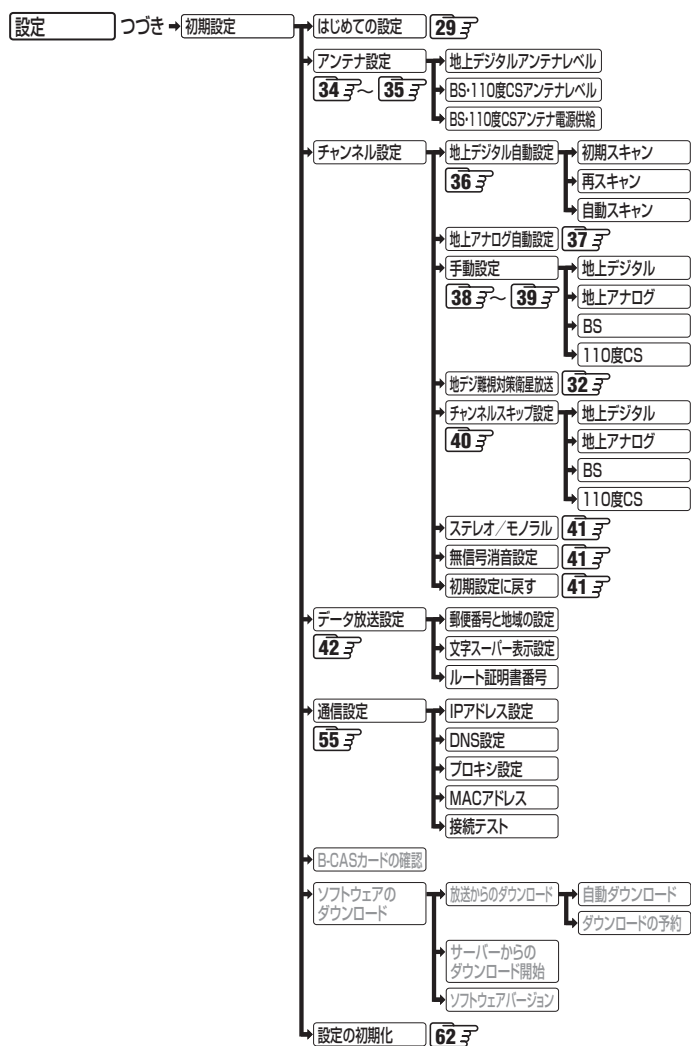 設定 つづき 初期設定 はじめての設定 29
アンテナ設定 地上デジタルアンテナレベル
34 〜 35 BS・110度CSアンテナレベル
BS・110度CSアンテナ電源供給
チャンネル設定 地上デジタル自動設定 初期スキャン
36 再スキャン
自動スキャン
地上アナログ自動設定 37
手動設定 地上デジタル
38 〜 39 地上アナログ
BS
110度CS
地デジ難視対策衛星放送 32
チャンネルスキップ設定 地上デジタル
40 地上アナログ
BS
110度CS
ステレオ／モノラル 41
無信号消音設定 41
初期設定に戻す 41
データ放送設定 郵便番号と地域の設定
42 文字スーパー表示設定
ルート証明書番号
通信設定 IPアドレス設定
55 DNS設定
プロキシ設定
MACアドレス
接続テスト
B-CASカードの確認
ソフトウェアの
ダウンロード
放送からのダウンロード 自動ダウンロード
ダウンロードの予約
サーバーからの
ダウンロード開始
ソフトウェアバージョン
設定の初期化 62